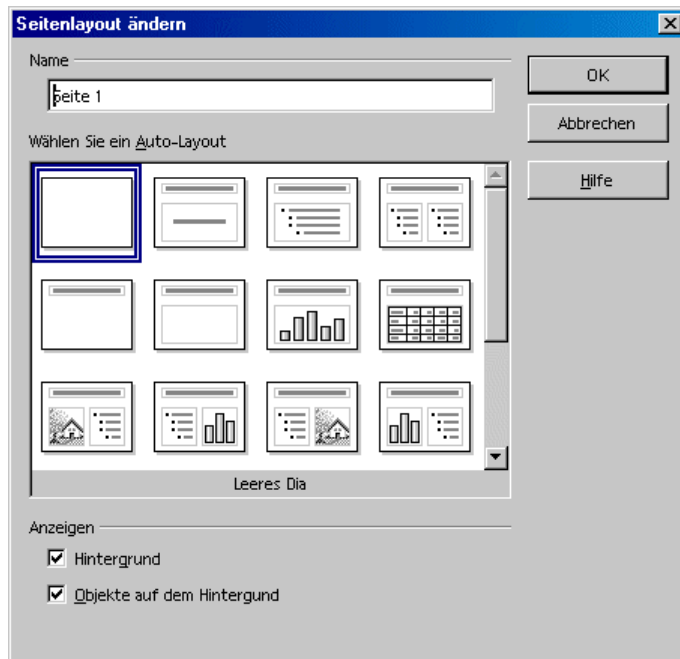 Seitenlayout ändern
Name
Seite 1
OK
Abbrechen
Hilfe
Wählen Sie ein Auto-Layout
Leeres Dia
Anzeigen
Hintergrund
Objekte auf dem Hintergund